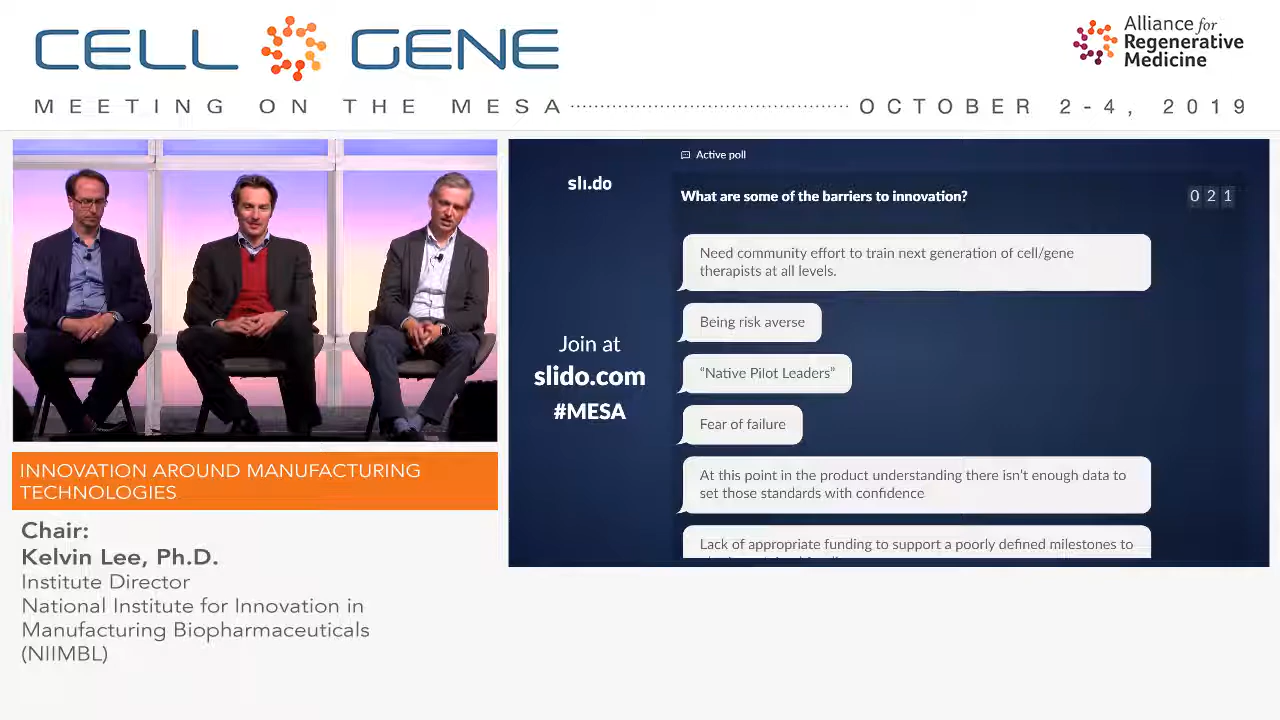 CELL GENE
Alliance for
Regenerative
Medicine
MEETING ON THE MESA
OCTOBER 2-4, 2019
INNOVATION AROUND MANUFACTURING
TECHNOLOGIES
Chair:
Kelvin Lee, Ph.D.
Institute Director
National Institute for Innovation in
Manufacturing Biopharmaceuticals
(NIIMBL)
sli.do
Join at
slido.com
#MESA
Active poll
What are some of the barriers to innovation?
021
Need community effort to train next generation of cell/gene
therapists at all levels.
Being risk averse
“Native Pilot Leaders”
Fear of failure
At this point in the product understanding there isn’t enough data to
set those standards with confidence
Lack of appropriate funding to support a poorly defined milestones to